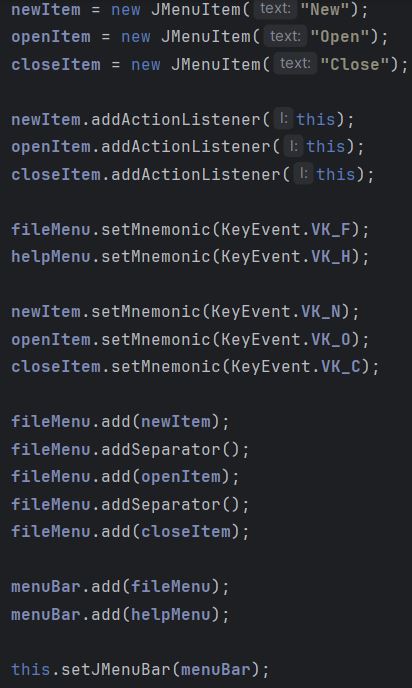 newItem = new JMenuItem( text: "New");
openItem = new JMenuItem( text: "Open");
closeItem = new JMenuItem( text: "Close");
newItem.addActionListener( l: this);
openItem.addActionListener( l: this);
closeItem.addActionListener( l: this);
fileMenu.setMnemonic(KeyEvent.VK_F);
helpMenu.setMnemonic(KeyEvent.VK_H);
newItem.setMnemonic(KeyEvent.VK_N);
openItem.setMnemonic(KeyEvent.VK_O);
closeItem.setMnemonic(KeyEvent.VK_C);
fileMenu.add(newItem);
fileMenu.addSeparator();
fileMenu.add(openItem);
fileMenu.addSeparator();
fileMenu.add(closeItem);
menuBar.add(fileMenu);
menuBar.add(helpMenu);
this.setJMenuBar(menuBar);